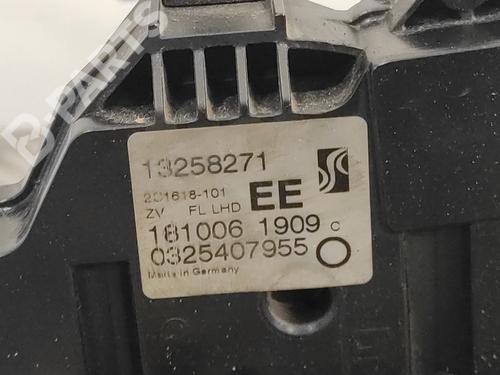 B-PARTS
13258271
201618-101 EE
ZV FL LHD
181006 1909 C
0325407955
Made in Germany